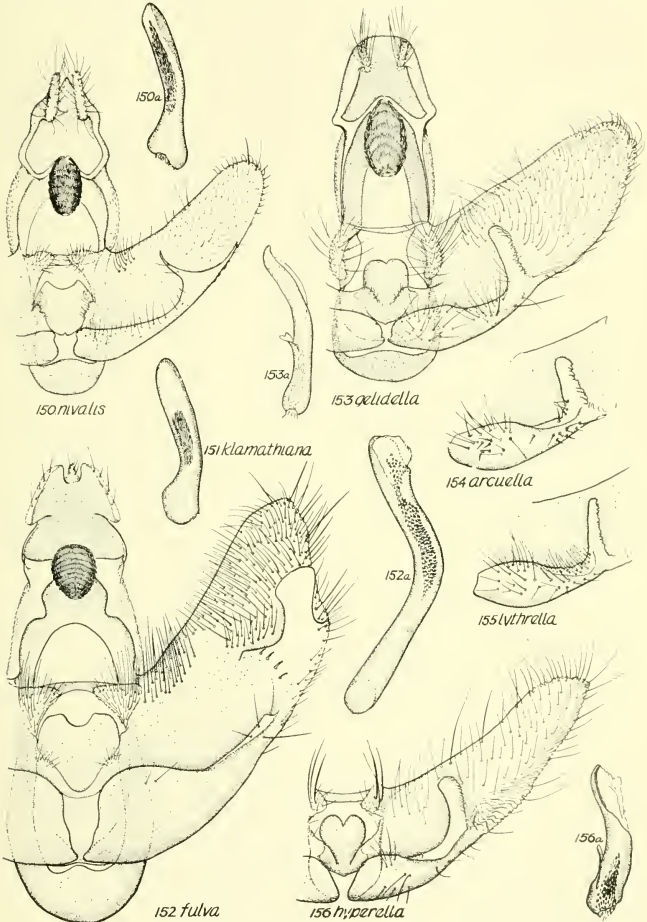 150a
150 nivalis
153a
153 gelidella
151 klamathiana
154 arcuella
152a
155 lythrella
152 fulva
156 hyperella
156a